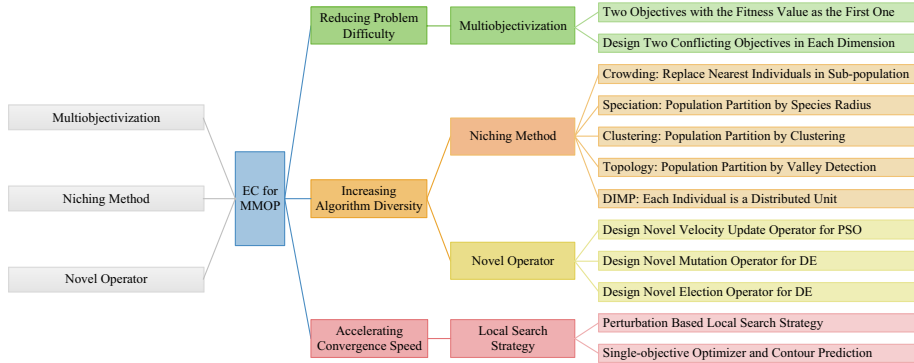 Multiobjectivization
Niching Method
Novel Operator
EC for
MMOP
Reducing Problem
Difficulty
Increasing
Algorithm Diversity
Accelerating
Convergence Speed
Multiobjectivization
Niching Method
Novel Operator
Local Search
Strategy
Two Objectives with the Fitness Value as the First One
Design Two Conflicting Objectives in Each Dimension
Crowding: Replace Nearest Individuals in Sub-population
Speciation: Population Partition by Species Radius
Clustering: Population Partition by Clustering
Topology: Population Partition by Valley Detection
DIMP: Each Individual is a Distributed Unit
Design Novel Velocity Update Operator for PSO
Design Novel Mutation Operator for DE
Design Novel Election Operator for DE
Perturbation Based Local Search Strategy
Single-objective Optimizer and Contour Prediction